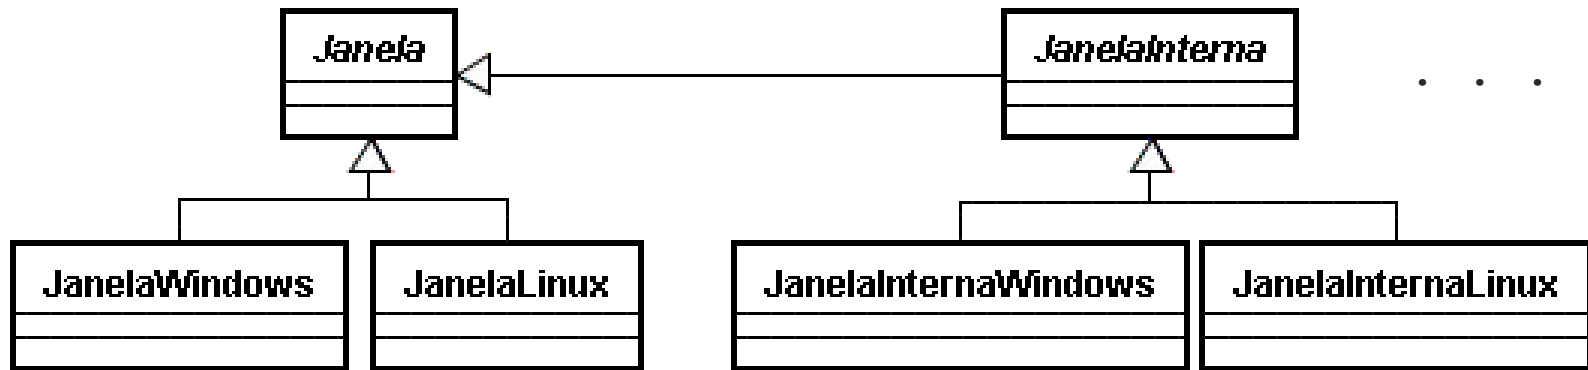 Janela
JanelaInterna
. . .
JanelaWindows
JanelaLinux
JanelaInternaWindows
JanelaInternaLinux